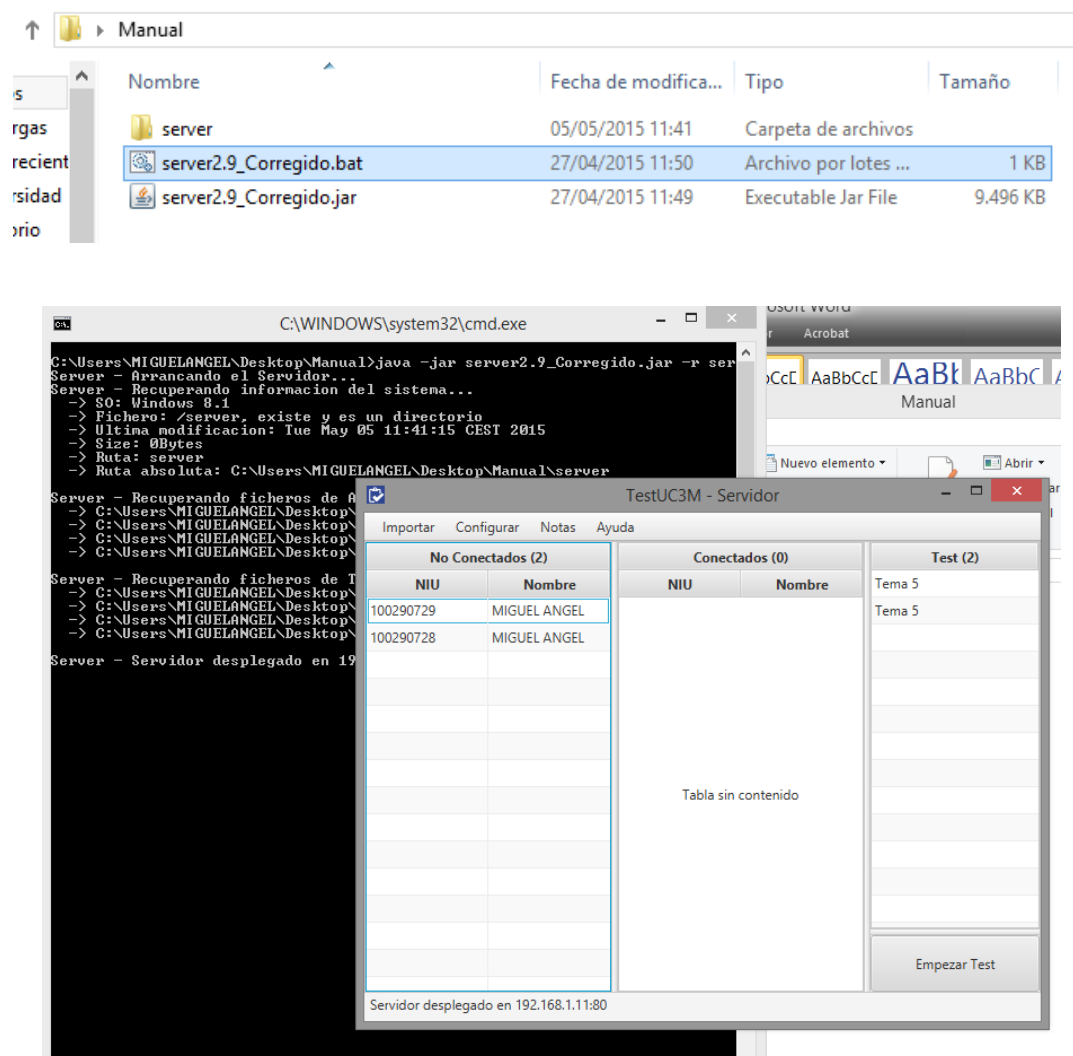 Manual
Nombre
Fecha de modifica...
Tipo
Tamaño
server
05/05/2015 11:41
Carpeta de archivos
server2.9_Corregido.bat
27/04/2015 11:50
Archivo por lotes ...
1 KB
server2.9_Corregido.jar
27/04/2015 11:49
Executable Jar File
9.496 KB
os
rgas
recient
rsidad
orio
C:\WINDOWS\system32\cmd.exe
C:\Users\MIGUELANGEL\Desktop\Manual>java -jar server2.9_Corregido.jar -r ser
Server - Arrancando el Servidor...
Server - Recuperando informacion del sistema...
-> SO: Windows 8.1
-> Fichero: /server, existe y es un directorio
-> Ultima modificacion: Tue May 05 11:41:15 CEST 2015
-> Size: 0Bytes
-> Ruta: server
-> Ruta absoluta: C:\Users\MIGUELANGEL\Desktop\Manual\server
Server - Recuperando ficheros de A
-> C:\Users\MIGUELANGEL\Desktop\
-> C:\Users\MIGUELANGEL\Desktop\
-> C:\Users\MIGUELANGEL\Desktop\
-> C:\Users\MIGUELANGEL\Desktop\
Server - Recuperando ficheros de T
-> C:\Users\MIGUELANGEL\Desktop\
-> C:\Users\MIGUELANGEL\Desktop\
-> C:\Users\MIGUELANGEL\Desktop\
-> C:\Users\MIGUELANGEL\Desktop\
Server - Servidor desplegado en 19
osoft Word
r Acrobat
AaBbCcD AaBbC
Manual
Nuevo elemento
Abrir
TestUC3M - Servidor
Importar Configurar Notas Ayuda
No Conectados (2)
Conectados (0)
Test (2)
NIU Nombre
NIU Nombre
Tema 5
100290729 MIGUEL ANGEL
Tema 5
100290728 MIGUEL ANGEL
Tabla sin contenido
Empezar Test
Servidor desplegado en 192.168.1.11:80